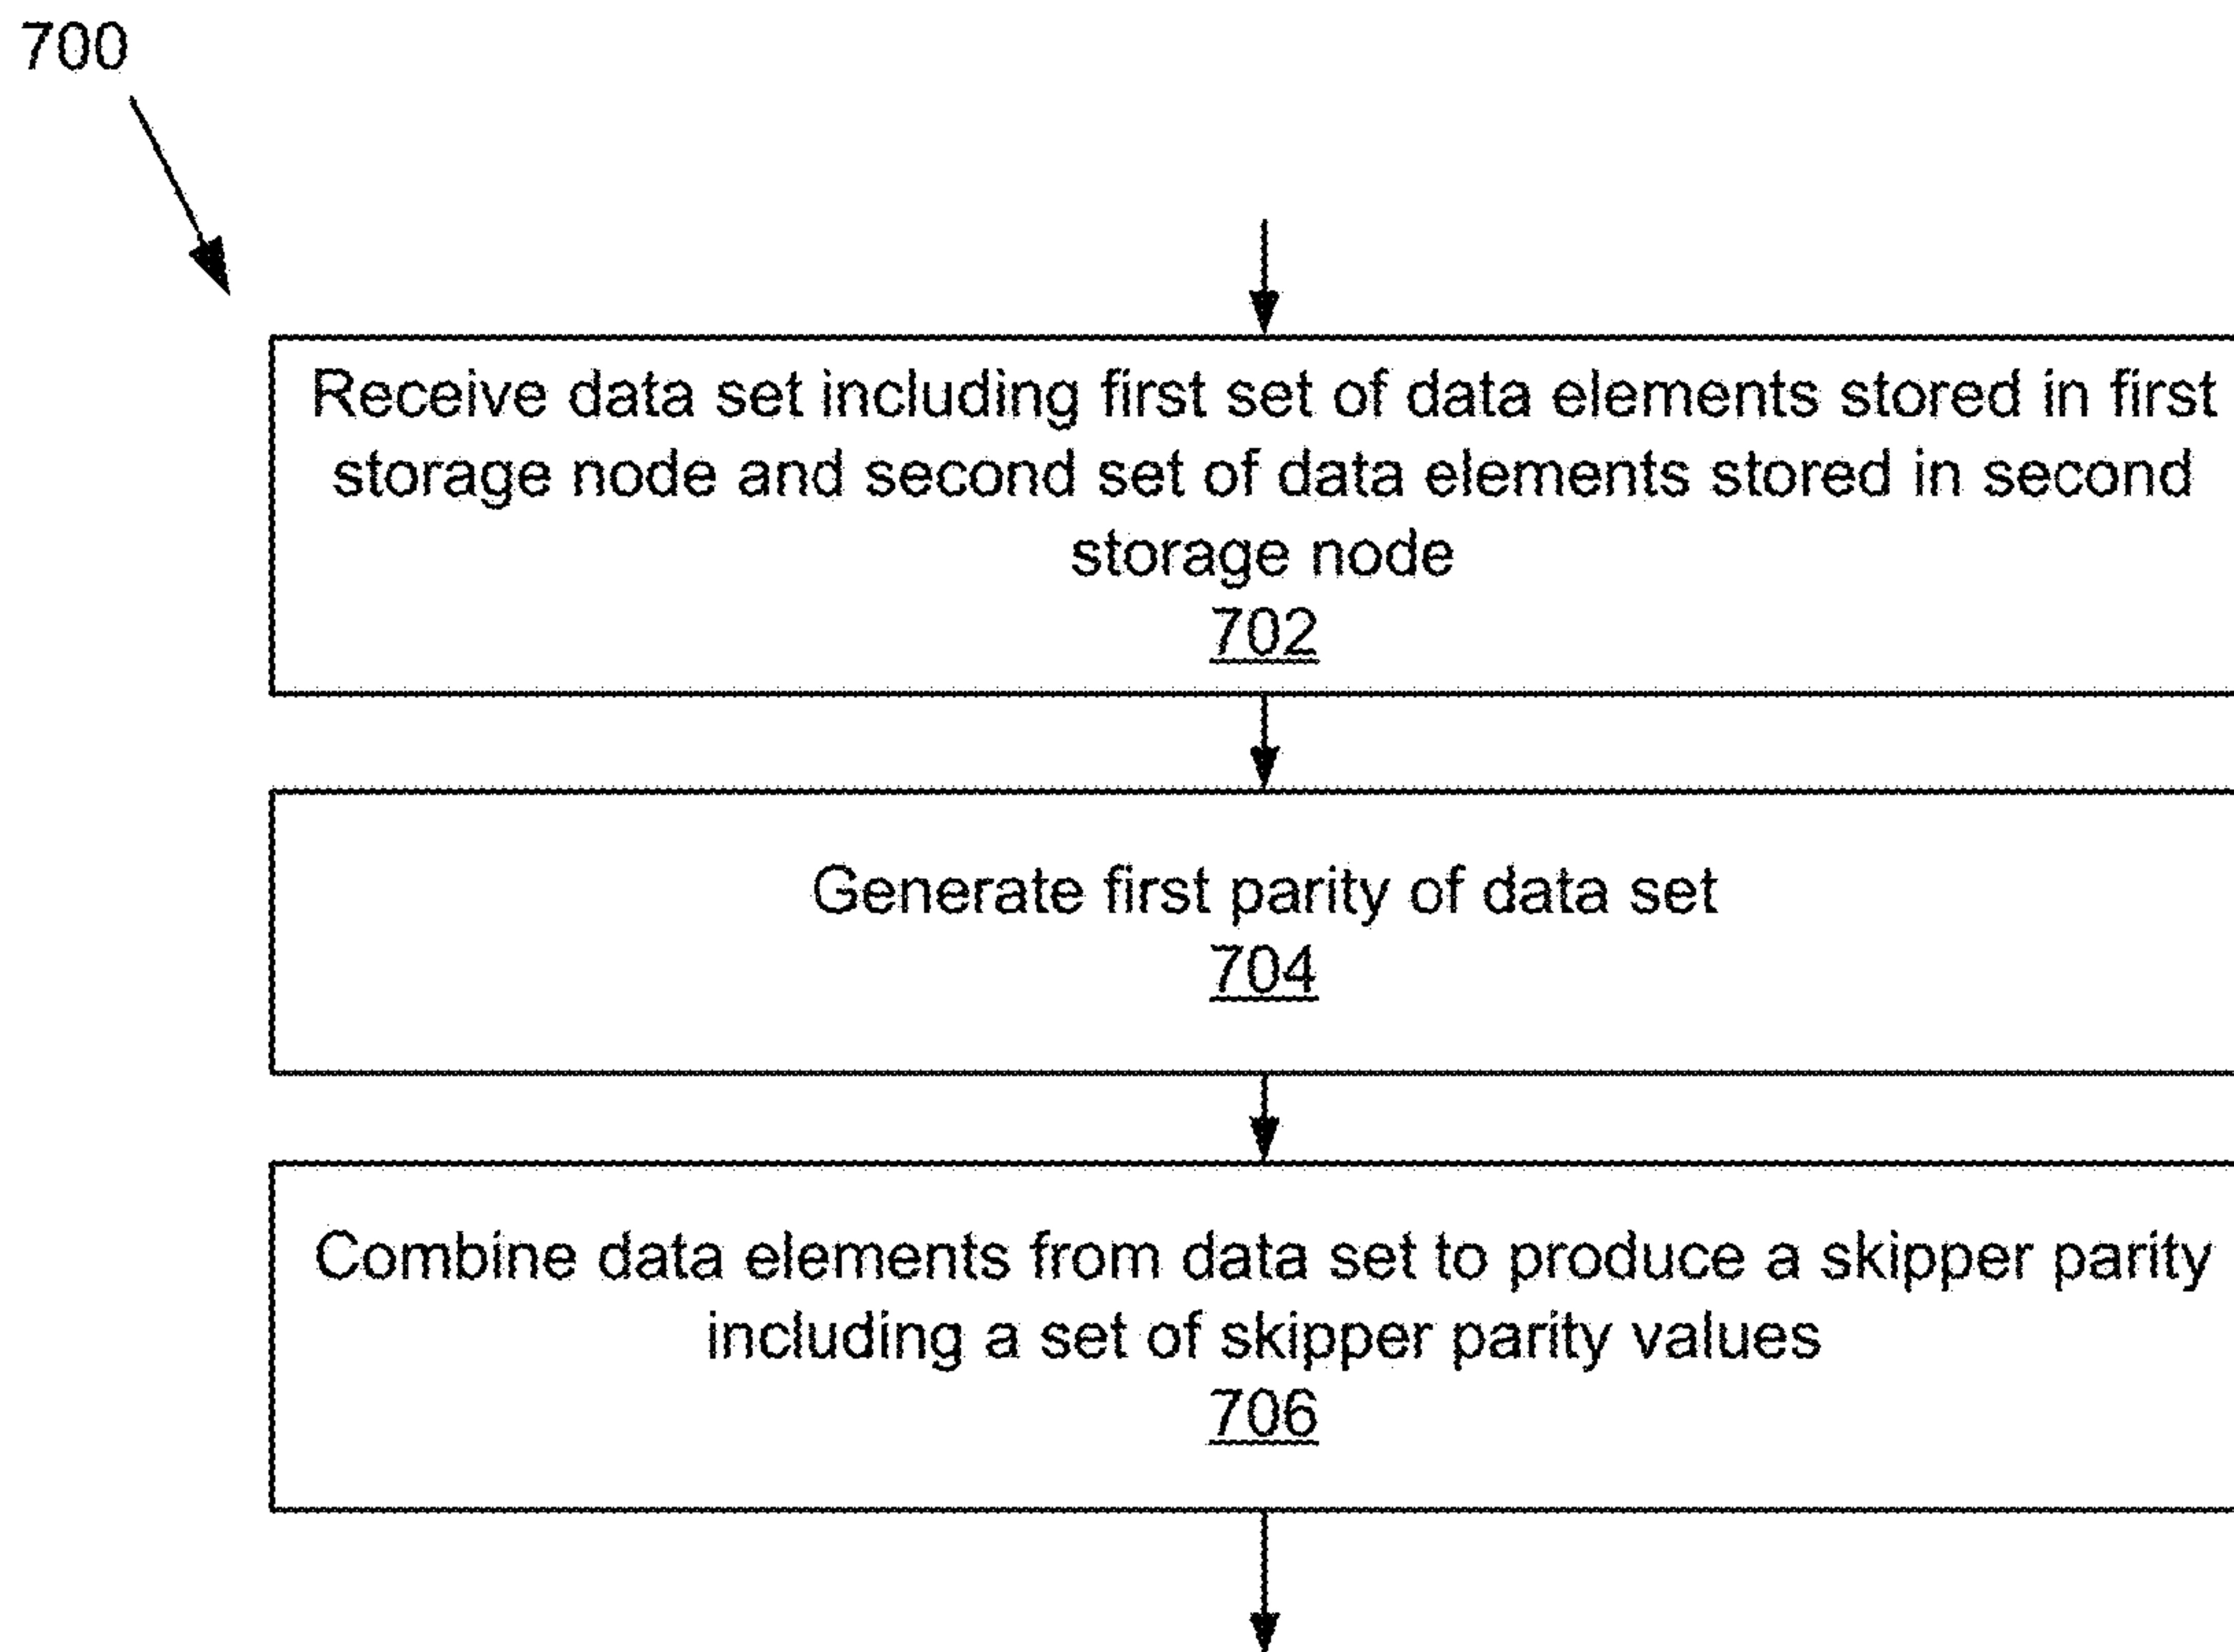 700
Receive data set including first set of data elements stored in first
storage node and second set of data elements stored in second
storage node
702
Generate first parity of data set
704
Combine data elements from data set to produce a skipper parity
including a set of skipper parity values
706